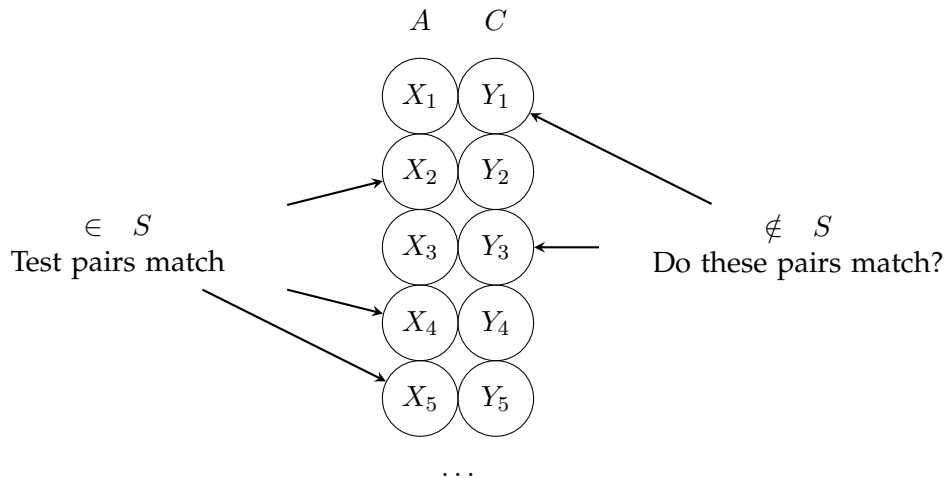 A C
X₁ Y₁
X₂ Y₂
∈ S
Test pairs match
X₃ Y₃
∉ S
Do these pairs match?
X₄ Y₄
X₅ Y₅
...